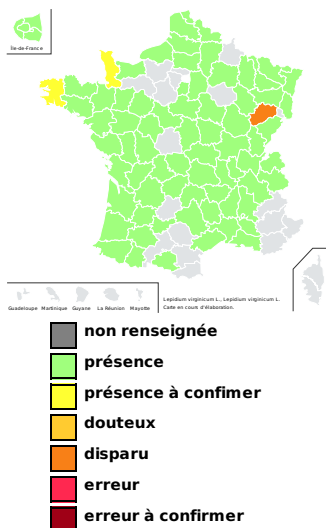 Île-de-France
Guadeloupe Martinique Guyane La Réunion Mayotte
Lepidium virginicum L., Lepidium virginicum L.
Carte en cours d'élaboration.
non renseignée
présence
présence à confimer
douteux
disparu
erreur
erreur à confirmer